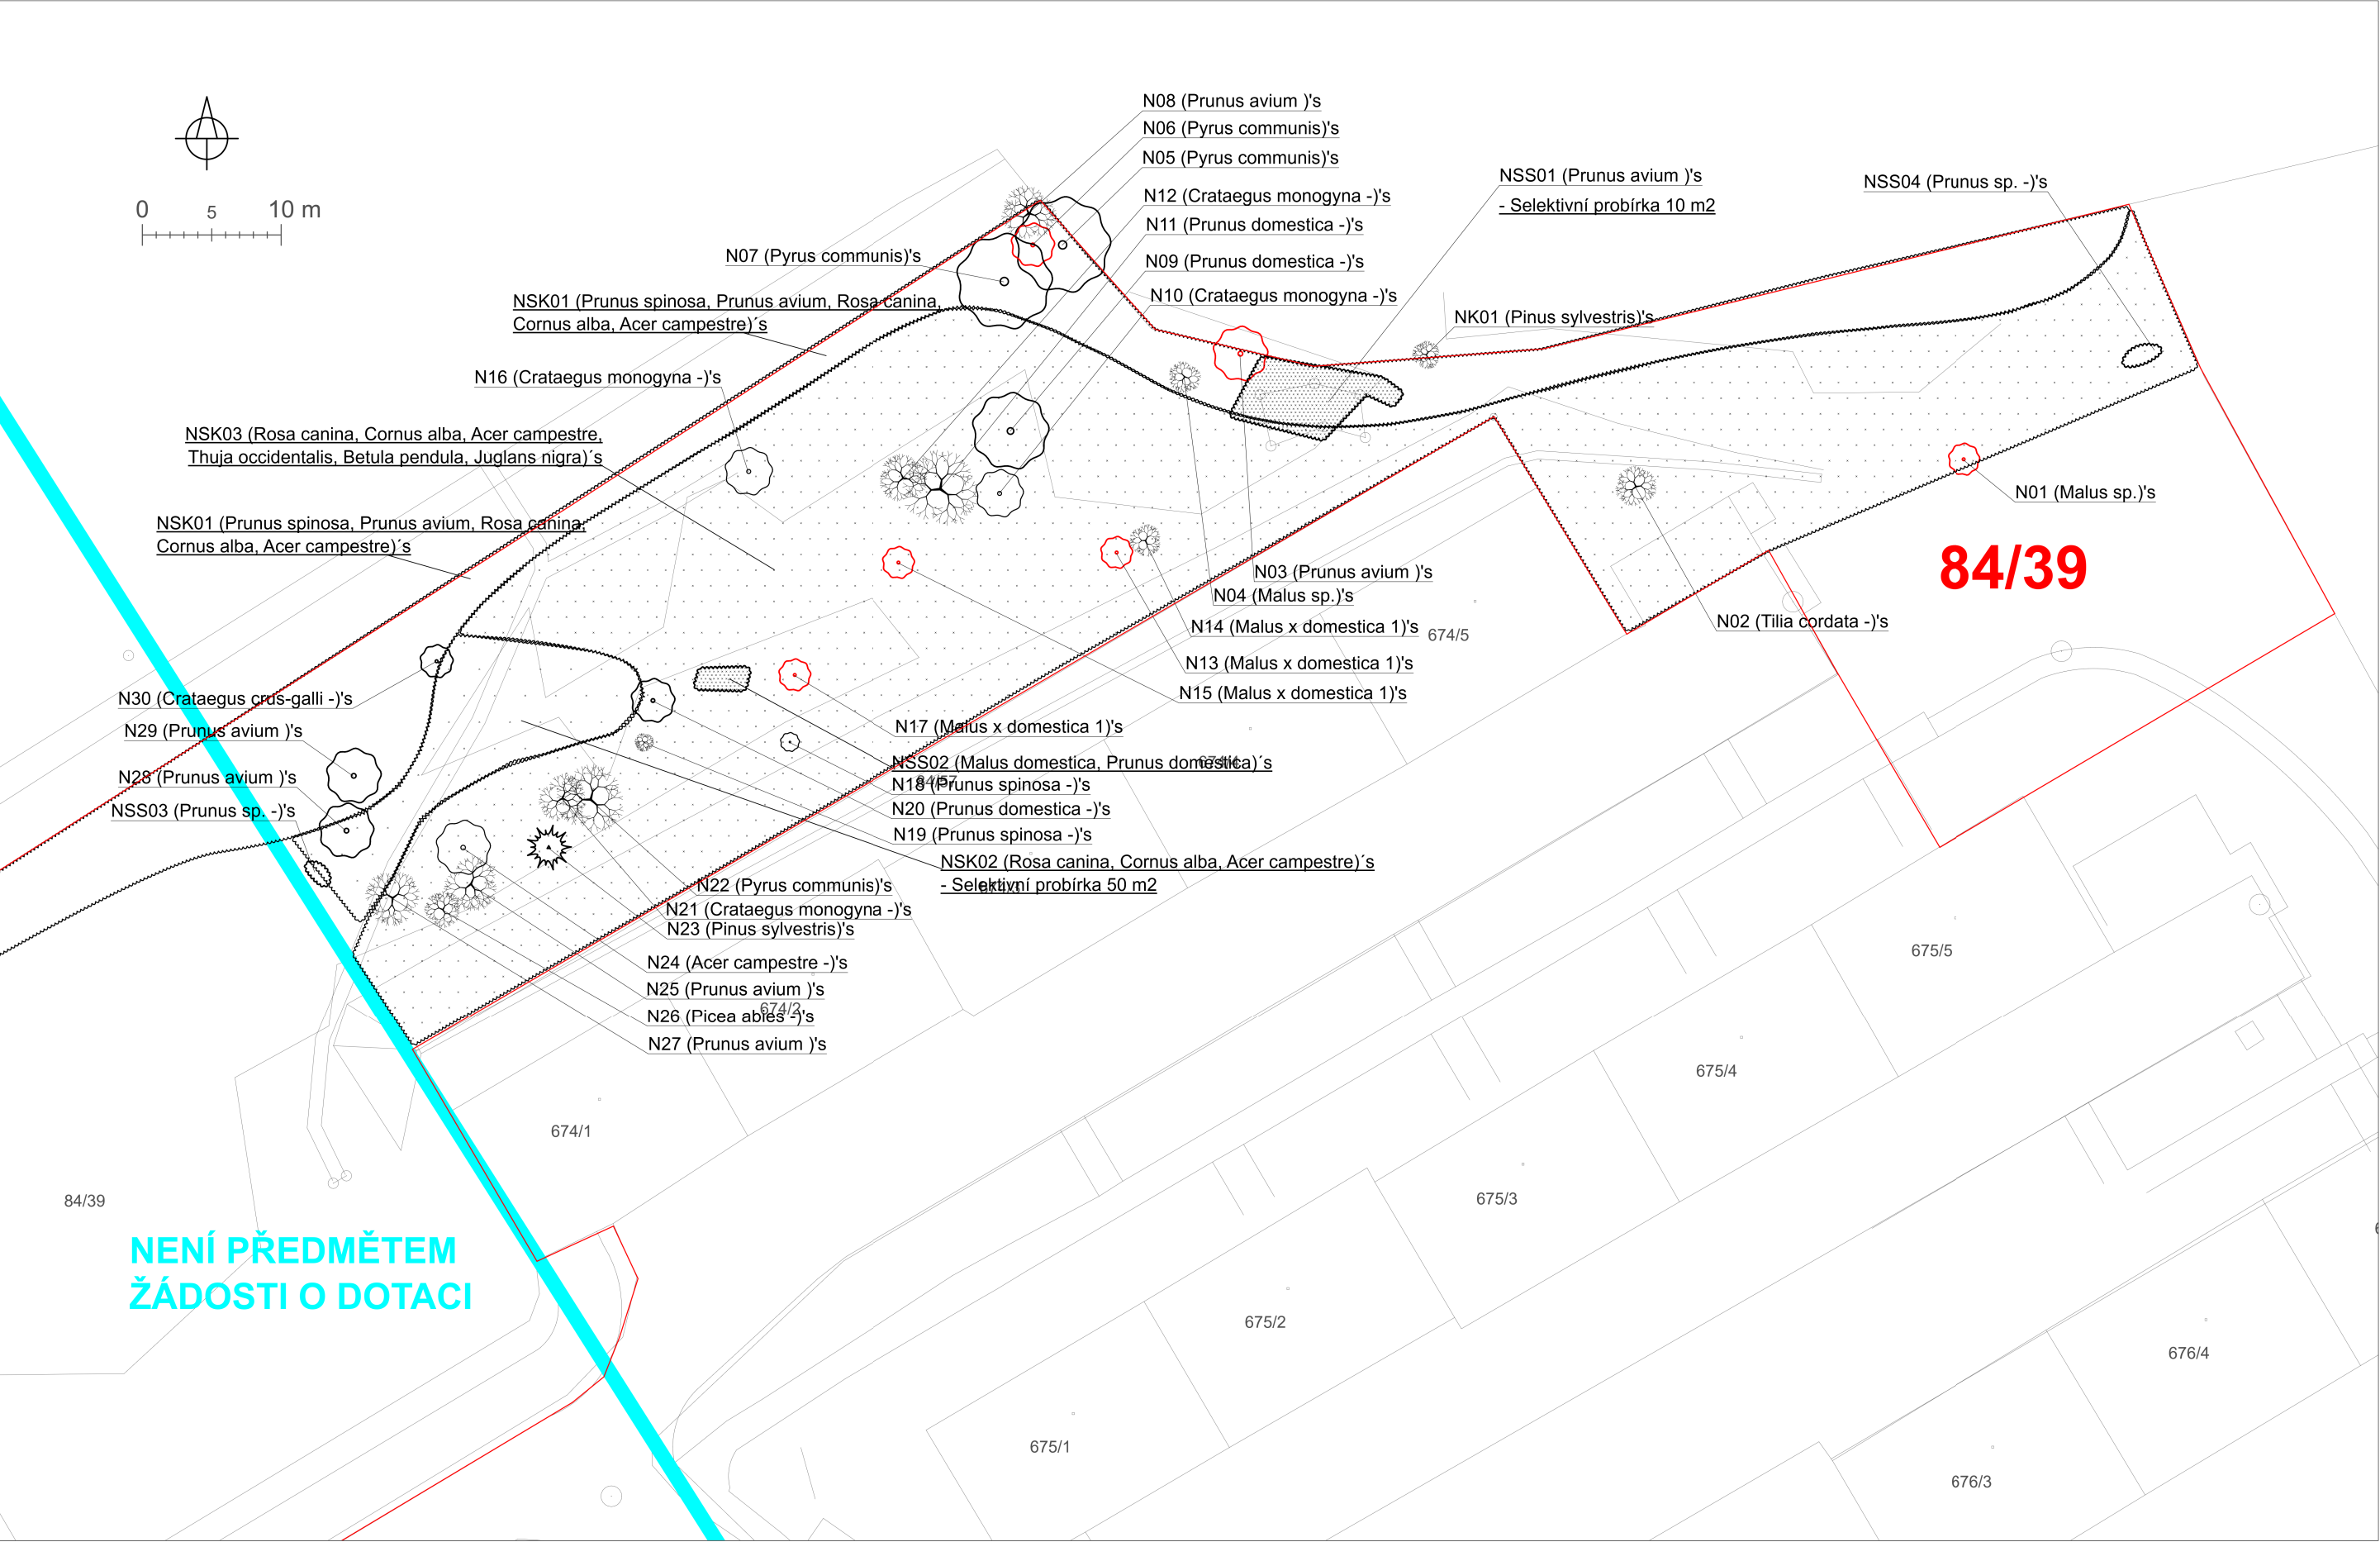 N08 (Prunus avium )'s
N06 (Pyrus communis)'s
N05 (Pyrus communis)'s
N12 (Crataegus monogyna -)'s
N11 (Prunus domestica -)'s
N09 (Prunus domestica -)'s
N10 (Crataegus monogyna -)'s
NSS01 (Prunus avium )'s
- Selektivní probírka 10 m2
NSS04 (Prunus sp. -)'s
0 5 10 m
N07 (Pyrus communis)'s
NSK01 (Prunus spinosa, Prunus avium, Rosa canina,
Cornus alba, Acer campestre)´s
NK01 (Pinus sylvestris)'s
N16 (Crataegus monogyna -)'s
NSK03 (Rosa canina, Cornus alba, Acer campestre,
Thuja occidentalis, Betula pendula, Juglans nigra)´s
NSK01 (Prunus spinosa, Prunus avium, Rosa canina,
Cornus alba, Acer campestre)´s
N01 (Malus sp.)'s
84/39
N03 (Prunus avium )'s
N04 (Malus sp.)'s
N14 (Malus x domestica 1)'s
674/5
N02 (Tilia cordata -)'s
N13 (Malus x domestica 1)'s
N15 (Malus x domestica 1)'s
N30 (Crataegus crus-galli -)'s
N29 (Prunus avium )'s
N28 (Prunus avium )'s
NSS03 (Prunus sp. -)'s
N17 (Malus x domestica 1)'s
NSS02 (Malus domestica, Prunus domestica)´s
N18 (Prunus spinosa -)'s
N20 (Prunus domestica -)'s
N19 (Prunus spinosa -)'s
NSK02 (Rosa canina, Cornus alba, Acer campestre)´s
- Selektivní probírka 50 m2
N22 (Pyrus communis)'s
N21 (Crataegus monogyna -)'s
N23 (Pinus sylvestris)'s
N24 (Acer campestre -)'s
N25 (Prunus avium )'s
674/2
N26 (Picea abies -)'s
N27 (Prunus avium )'s
675/5
675/4
674/1
84/39
675/3
NENÍ PŘEDMĚTEM
ŽÁDOSTI O DOTACI
675/2
676/4
675/1
676/3